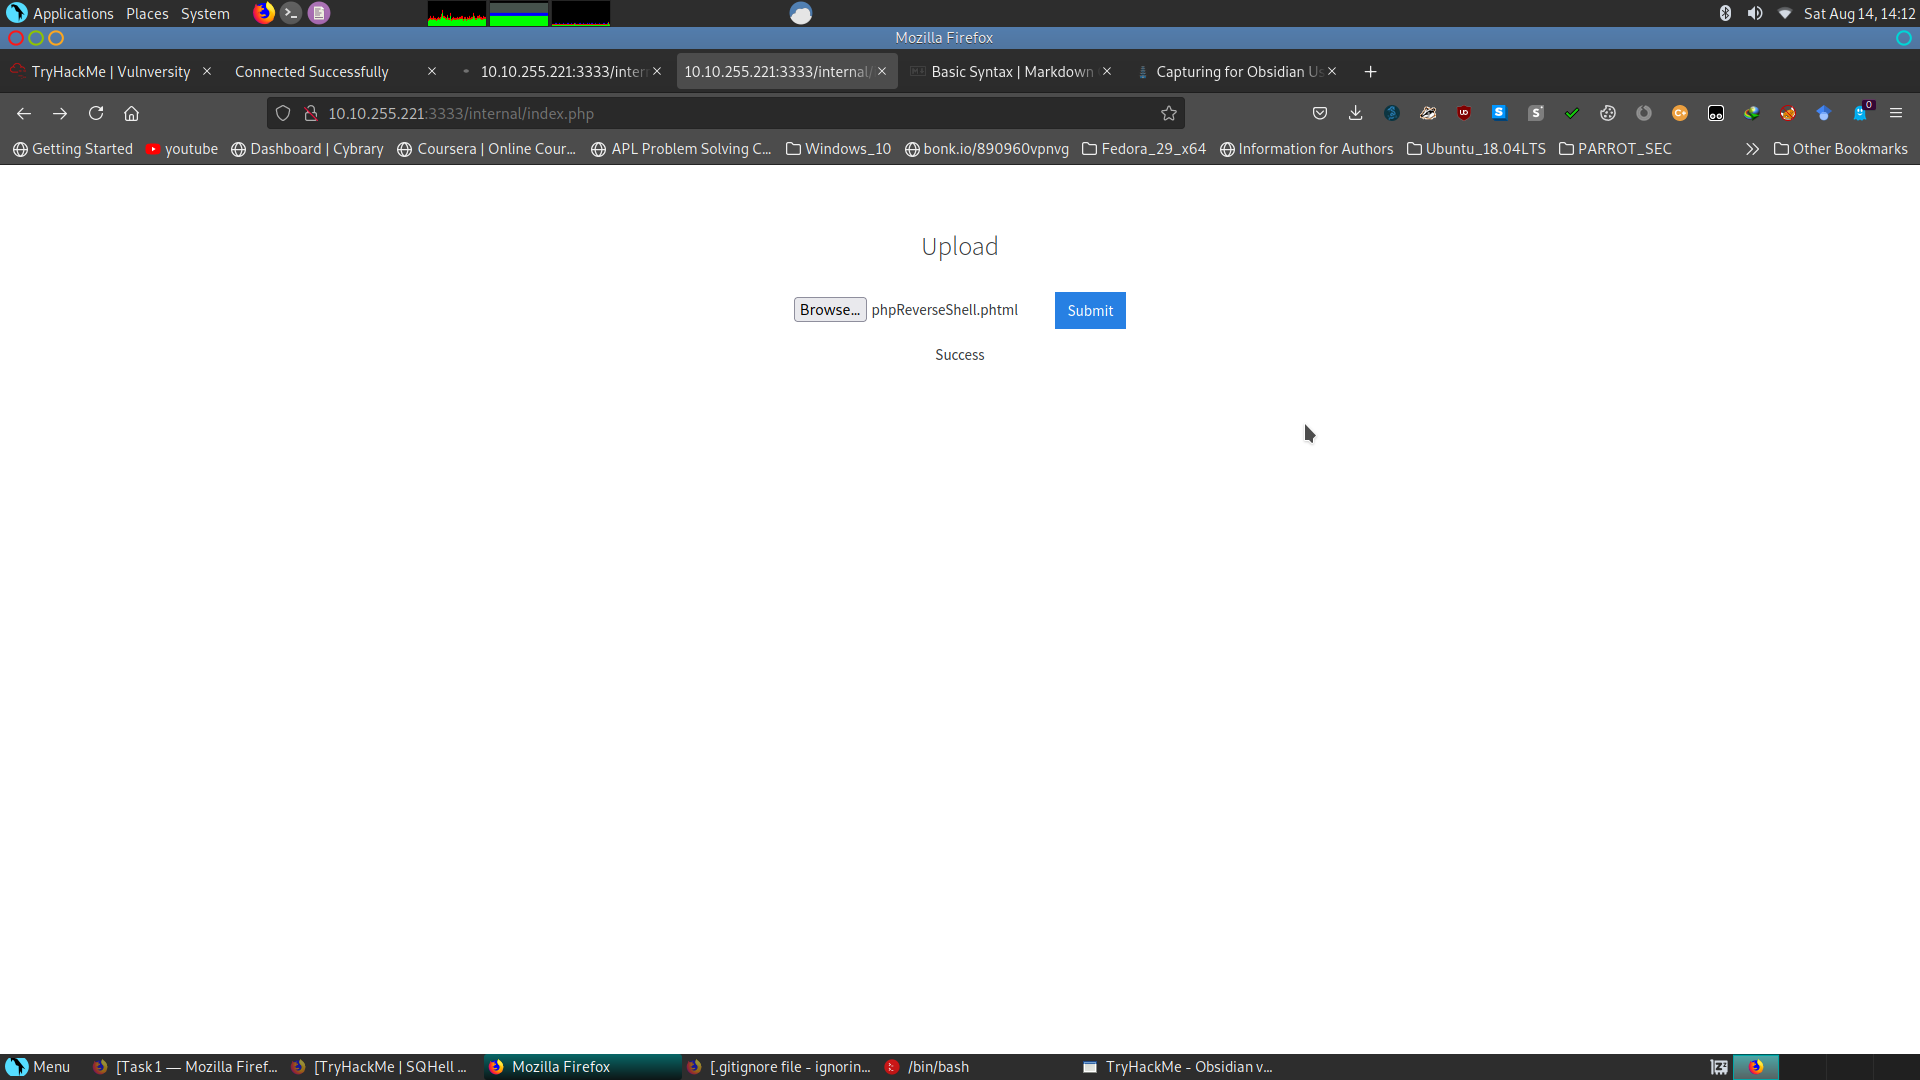 Applications Places System Sat Aug 14, 14:12
Mozilla Firefox
TryHackMe | Vulnversity × Connected Successfully × 10.10.255.221:3333/inter × 10.10.255.221:3333/internal/ × Basic Syntax | Markdown × Capturing for Obsidian Us × +
10.10.255.221:3333/internal/index.php
Getting Started youtube Dashboard | Cybrary Coursera | Online Cour... APL Problem Solving C... Windows_10 bonk.io/890960vpnvg Fedora_29_x64 Information for Authors Ubuntu_18.04LTS PARROT_SEC Other Bookmarks
Upload
Browse... phpReverseShell.phtml Submit
Success
Menu [Task 1 — Mozilla Firef... [TryHackMe | SQHell ... Mozilla Firefox [.gitignore file - ignorin... /bin/bash TryHackMe - Obsidian v...